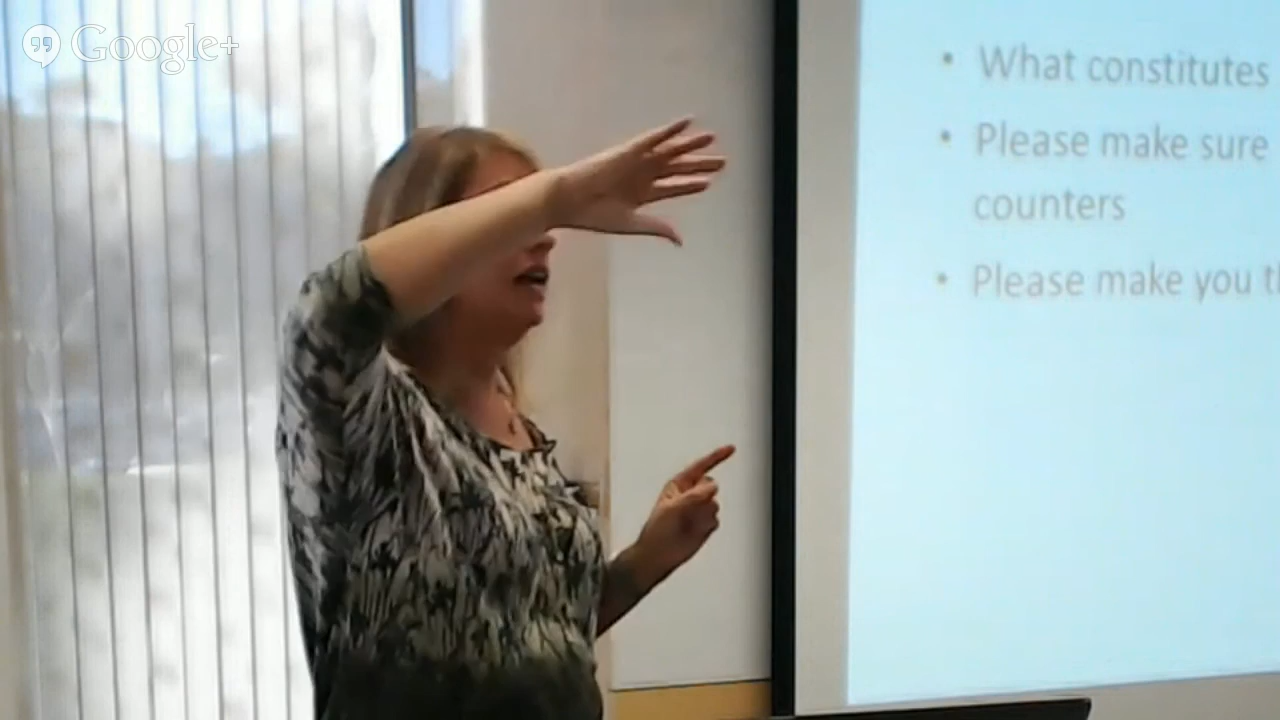 Google+
• What constitutes
• Please make sure
counters
• Please make you